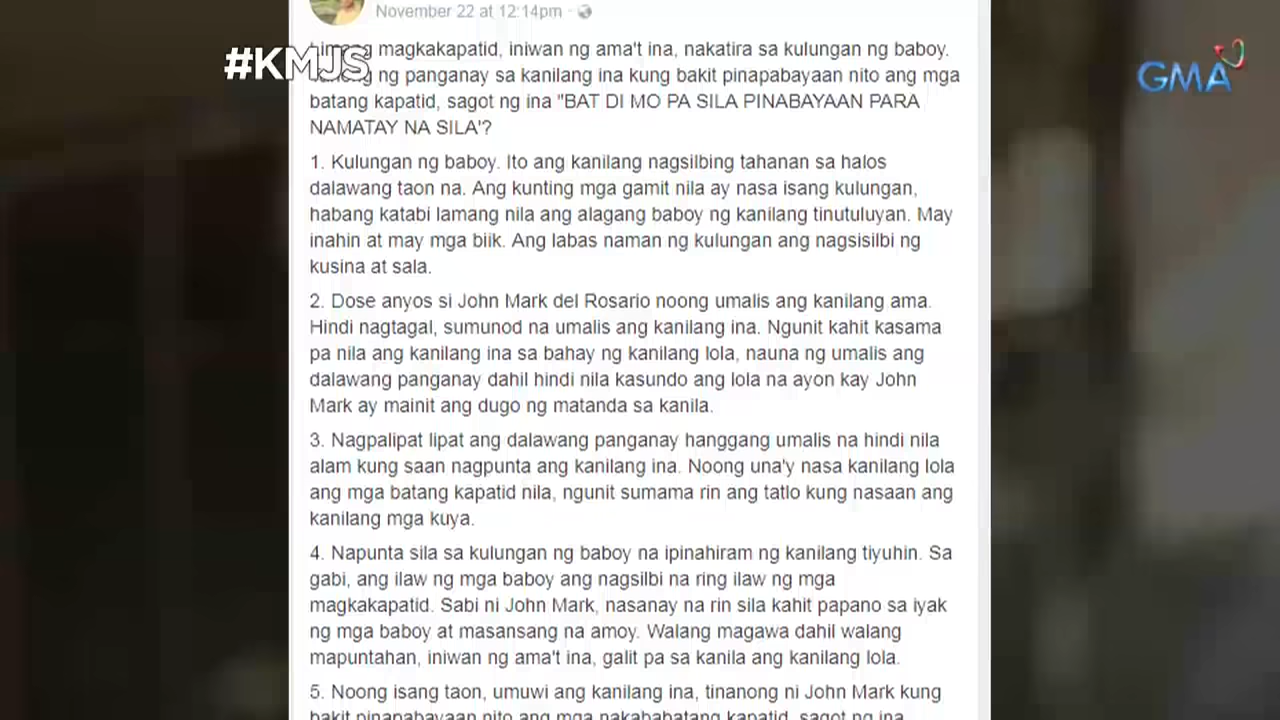 November 22 at 12:14pm
#KMJS
GMA
magkakapatid, iniwan ng ama't ina, nakatira sa kulungan ng baboy.
ng panganay sa kanilang ina kung bakit pinapabayaan nito ang mga
batang kapatid, sagot ng ina "BAT DI MO PA SILA PINABAYAAN PARA
NAMATAY NA SILA'?
1. Kulungan ng baboy. Ito ang kanilang nagsilbing tahanan sa halos
dalawang taon na. Ang kunting mga gamit nila ay nasa isang kulungan,
habang katabi lamang nila ang alagang baboy ng kanilang tinutuluyan. May
inahin at may mga biik. Ang labas naman ng kulungan ang nagsisilbi ng
kusina at sala.
2. Dose anyos si John Mark del Rosario noong umalis ang kanilang ama.
Hindi nagtagal, sumunod na umalis ang kanilang ina. Ngunit kahit kasama
pa nila ang kanilang ina sa bahay ng kanilang lola, nauna ng umalis ang
dalawang panganay dahil hindi nila kasundo ang lola na ayon kay John
Mark ay mainit ang dugo ng matanda sa kanila.
3. Nagpalipat lipat ang dalawang panganay hanggang umalis na hindi nila
alam kung saan nagpunta ang kanilang ina. Noong una'y nasa kanilang lola
ang mga batang kapatid nila, ngunit sumama rin ang tatlo kung nasaan ang
kanilang mga kuya.
4. Napunta sila sa kulungan ng baboy na ipinahiram ng kanilang tiyuhin. Sa
gabi, ang ilaw ng mga baboy ang nagsilbi na ring ilaw ng mga
magkakapatid. Sabi ni John Mark, nasanay na rin sila kahit papano sa iyak
ng mga baboy at masansang na amoy. Walang magawa dahil walang
mapuntahan, iniwan ng ama't ina, galit pa sa kanila ang kanilang lola.
5. Noong isang taon, umuwi ang kanilang ina, tinanong ni John Mark kung
bakit pinapabayaan nito ang mga nakababatang kapatid, sagot ng ina